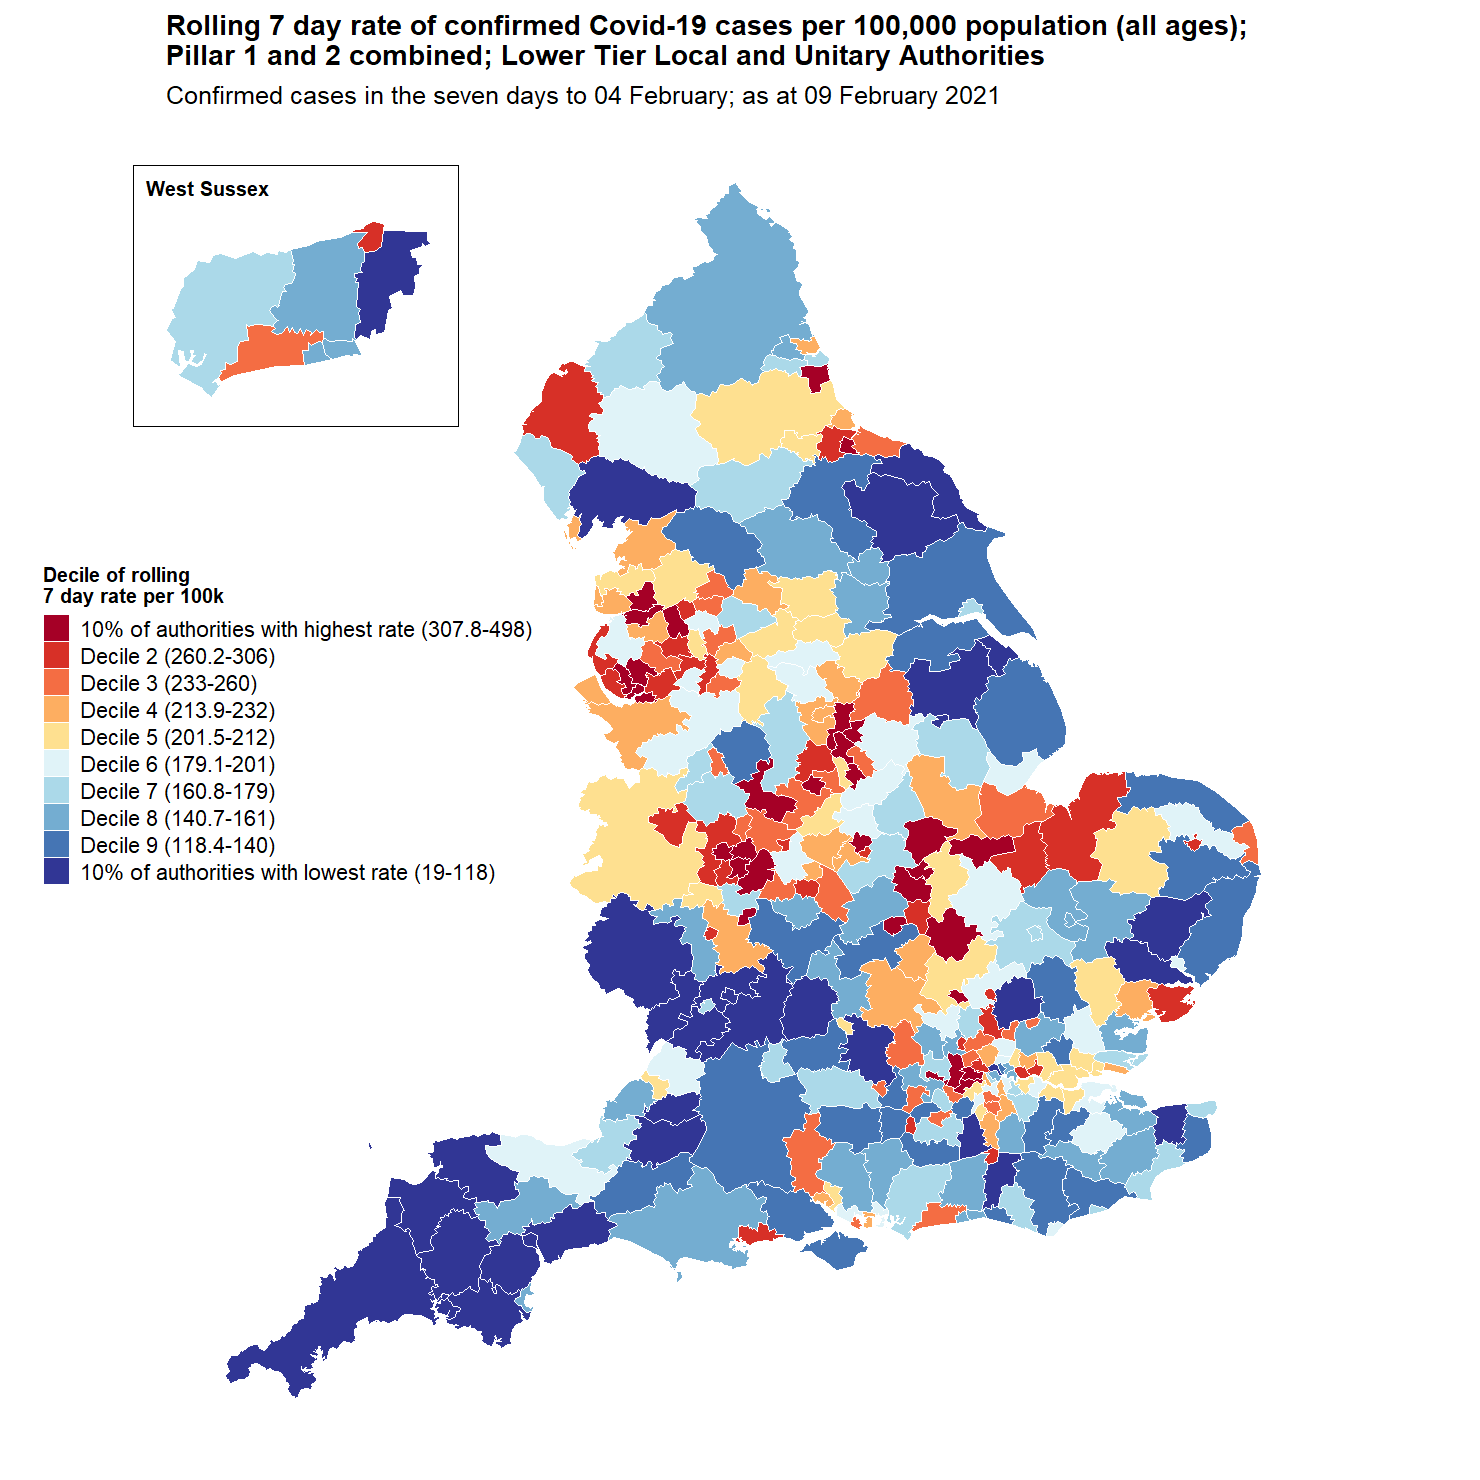 Rolling 7 day rate of confirmed Covid-19 cases per 100,000 population (all ages);
Pillar 1 and 2 combined; Lower Tier Local and Unitary Authorities
Confirmed cases in the seven days to 04 February; as at 09 February 2021
West Sussex
Decile of rolling
7 day rate per 100k
10% of authorities with highest rate (307.8-498)
Decile 2 (260.2-306)
Decile 3 (233-260)
Decile 4 (213.9-232)
Decile 5 (201.5-212)
Decile 6 (179.1-201)
Decile 7 (160.8-179)
Decile 8 (140.7-161)
Decile 9 (118.4-140)
10% of authorities with lowest rate (19-118)